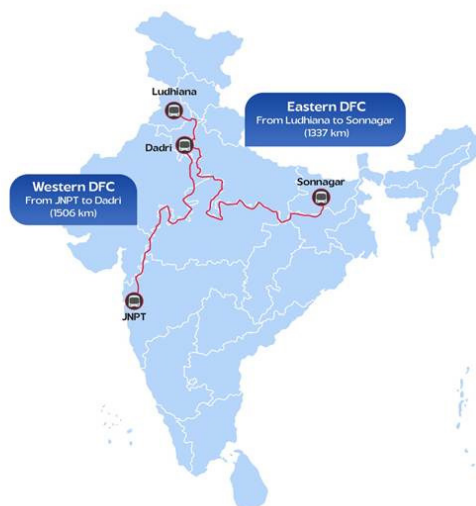 Ludhiana
Eastern DFC
From Ludhiana to Sonnagar
(1337 km)
Dadri
Sonnagar
Western DFC
From JNPT to Dadri
(1506 km)
JNPT